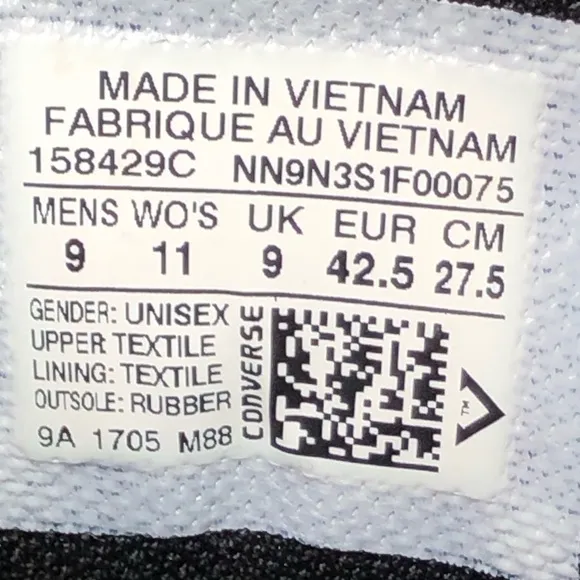 MADE IN VIETNAM
FABRIQUE AU VIETNAM
158429C NN9N3S1F00075
MENS WO'S UK EUR CM
9 11 9 42.5 27.5
GENDER: UNISEX
UPPER TEXTILE
LINING: TEXTILE
OUTSOLE: RUBBER
9A 1705 M88
CONVERSE
TM